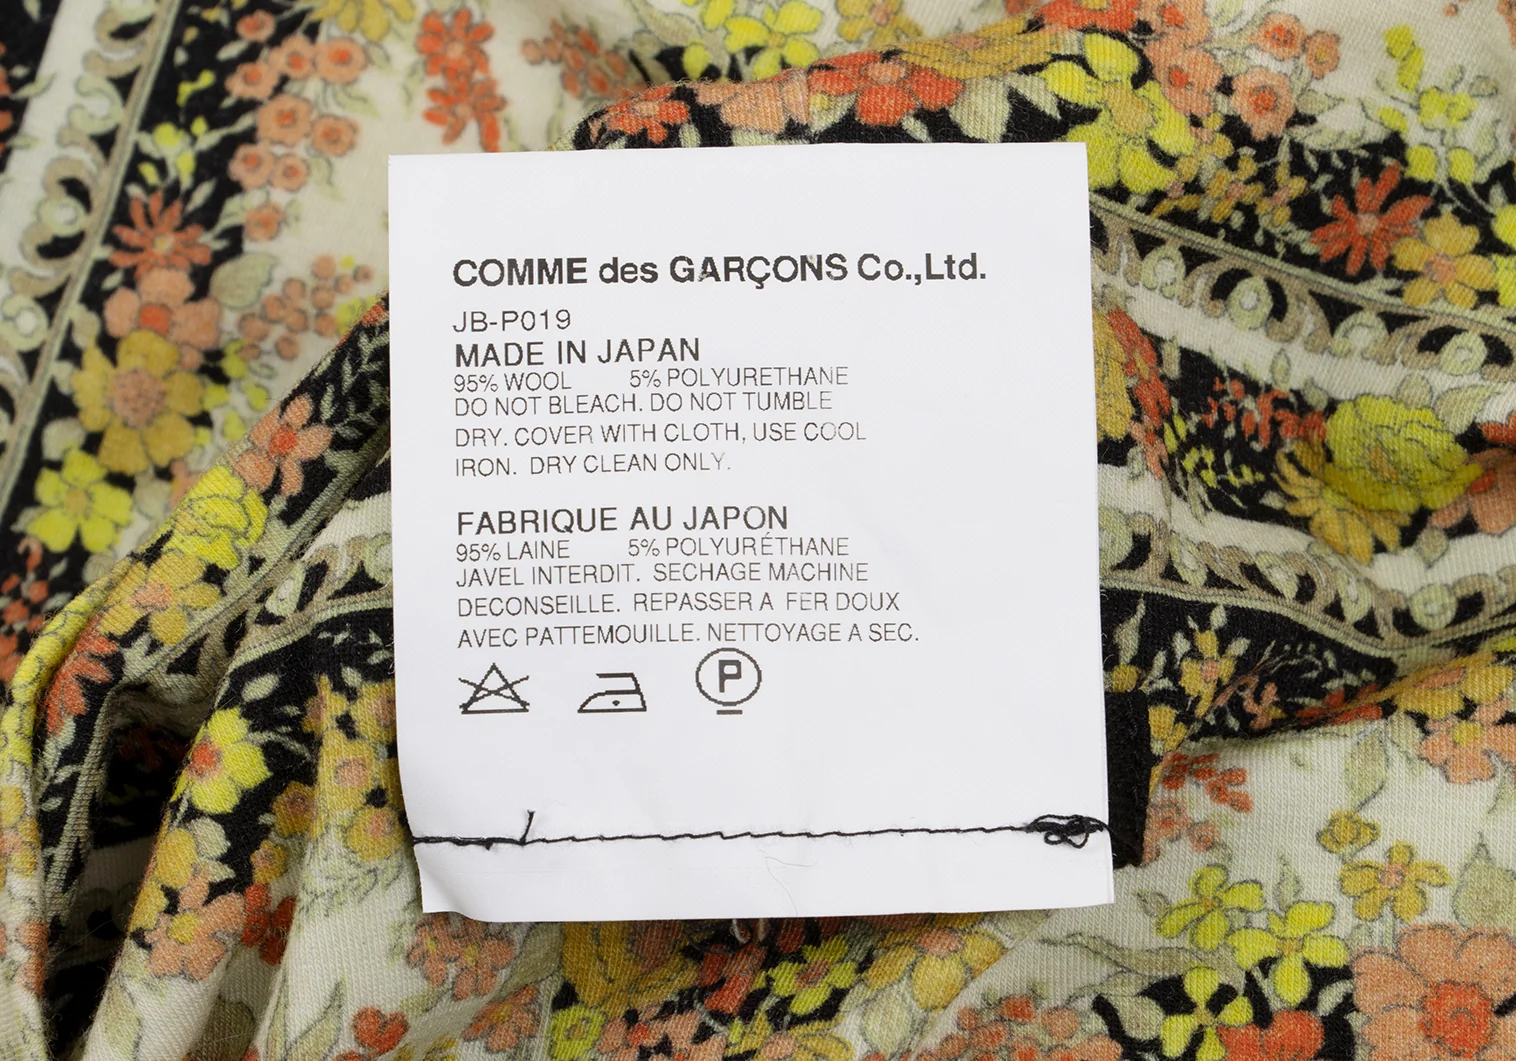 COMME des GARÇONS Co.,Ltd.
JB-P019
MADE IN JAPAN
95% WOOL 5% POLYURETHANE
DO NOT BLEACH. DO NOT TUMBLE
DRY. COVER WITH CLOTH, USE COOL
IRON. DRY CLEAN ONLY.
FABRIQUE AU JAPON
95% LAINE 5% POLYURÉTHANE
JAVEL INTERDIT. SECHAGE MACHINE
DECONSEILLE. REPASSER A FER DOUX
AVEC PATTEMOUILLE. NETTOYAGE A SEC.
P